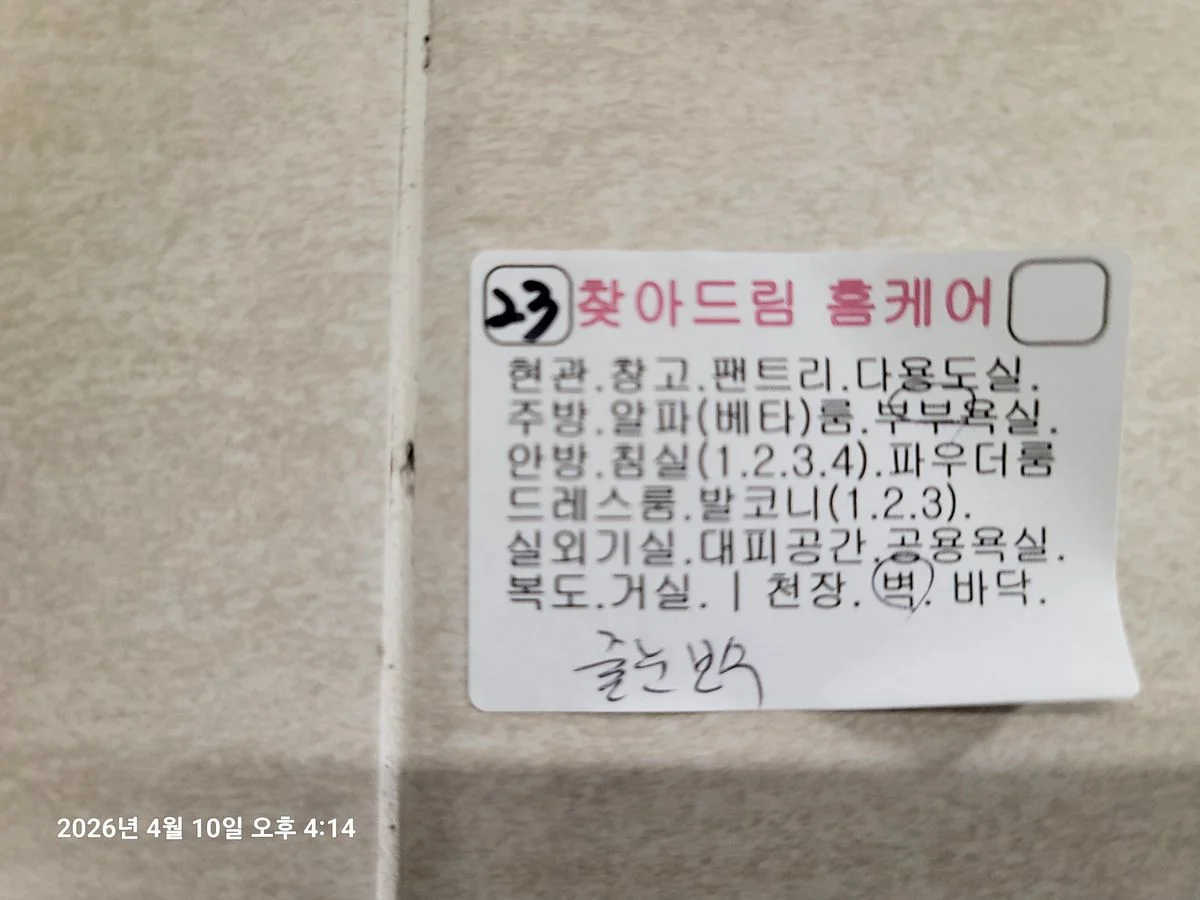 23 찾아드림 홈케어
현관.창고.팬트리.다용도실.
주방.알파(베타)룸.부부욕실.
안방.침실(1.2.3.4).파우더룸
드레스룸.발코니(1.2.3).
실외기실.대피공간.공용욕실.
복도.거실. | 천장. 벽. 바닥.
줄눈 보수
2026년 4월 10일 오후 4:14